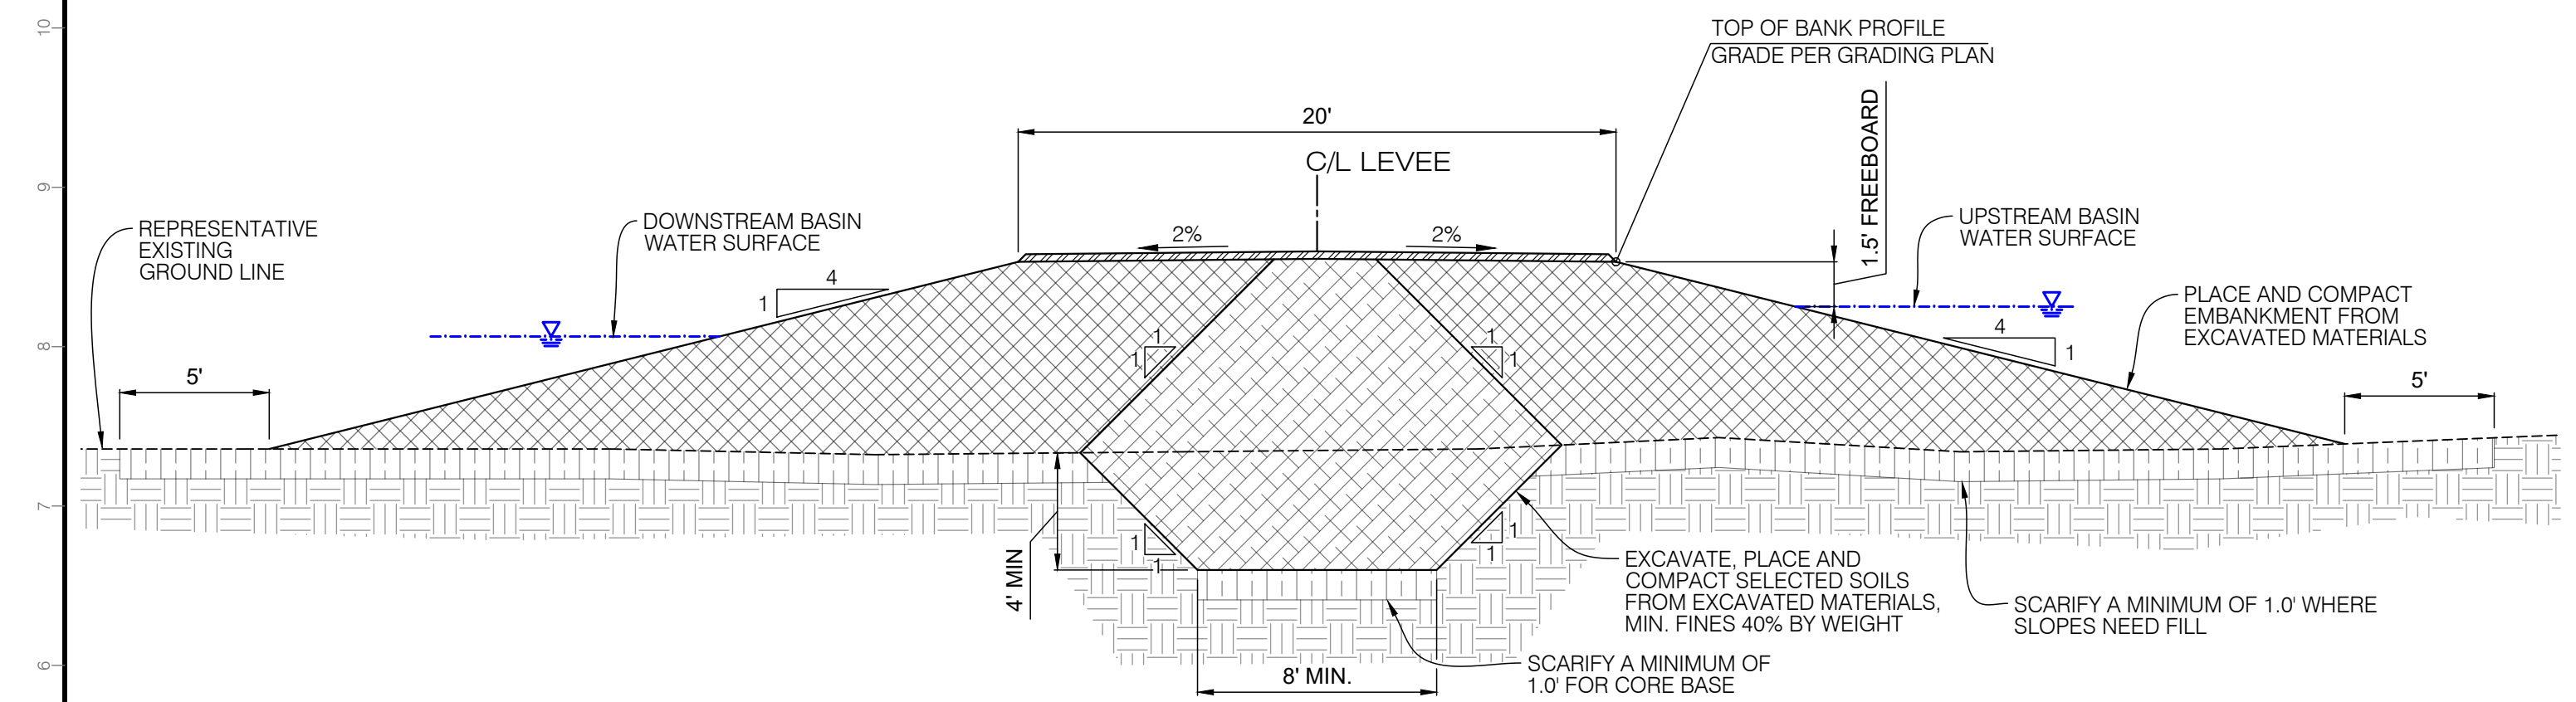 10
9
8
7
6
TOP OF BANK PROFILE
GRADE PER GRADING PLAN
20'
C/L LEVEE
2%
2%
1.5' FREEBOARD
REPRESENTATIVE
EXISTING
GROUND LINE
DOWNSTREAM BASIN
WATER SURFACE
UPSTREAM BASIN
WATER SURFACE
4
1
4
1
PLACE AND COMPACT
EMBANKMENT FROM
EXCAVATED MATERIALS
5'
5'
1
1
1
1
1
1
1
1
4' MIN
8' MIN.
EXCAVATE, PLACE AND
COMPACT SELECTED SOILS
FROM EXCAVATED MATERIALS,
MIN. FINES 40% BY WEIGHT
SCARIFY A MINIMUM OF 1.0' WHERE
SLOPES NEED FILL
SCARIFY A MINIMUM OF
1.0' FOR CORE BASE